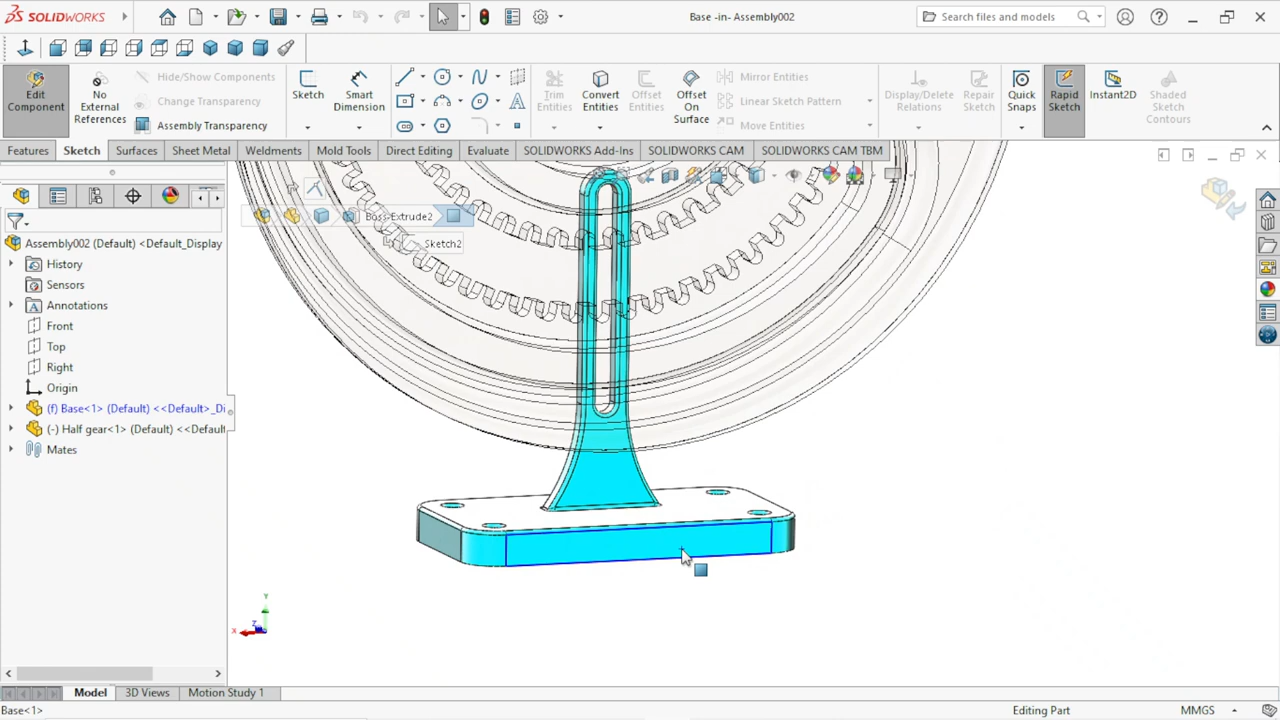 SOLIDWORKS
Base -in- Assembly002
Search files and models
Edit Component
No External References
Hide/Show Components
Change Transparency
Assembly Transparency
Sketch
Smart Dimension
Trim Entities
Convert Entities
Offset Entities
Offset On Surface
Mirror Entities
Linear Sketch Pattern
Move Entities
Display/Delete Relations
Repair Sketch
Quick Snaps
Rapid Sketch
Instant2D
Shaded Sketch Contours
Features
Sketch
Surfaces
Sheet Metal
Weldments
Mold Tools
Direct Editing
Evaluate
SOLIDWORKS Add-Ins
SOLIDWORKS CAM
SOLIDWORKS CAM TBM
Boss-Extrude2
Sketch2
Assembly002 (Default) <Default_Display
History
Sensors
Annotations
Front
Top
Right
Origin
(f) Base<1> (Default) <<Default>_Di
(-) Half gear<1> (Default) <<Default
Mates
Y
X
Z
Model
3D Views
Motion Study 1
Base<1>
Editing Part
MMGS